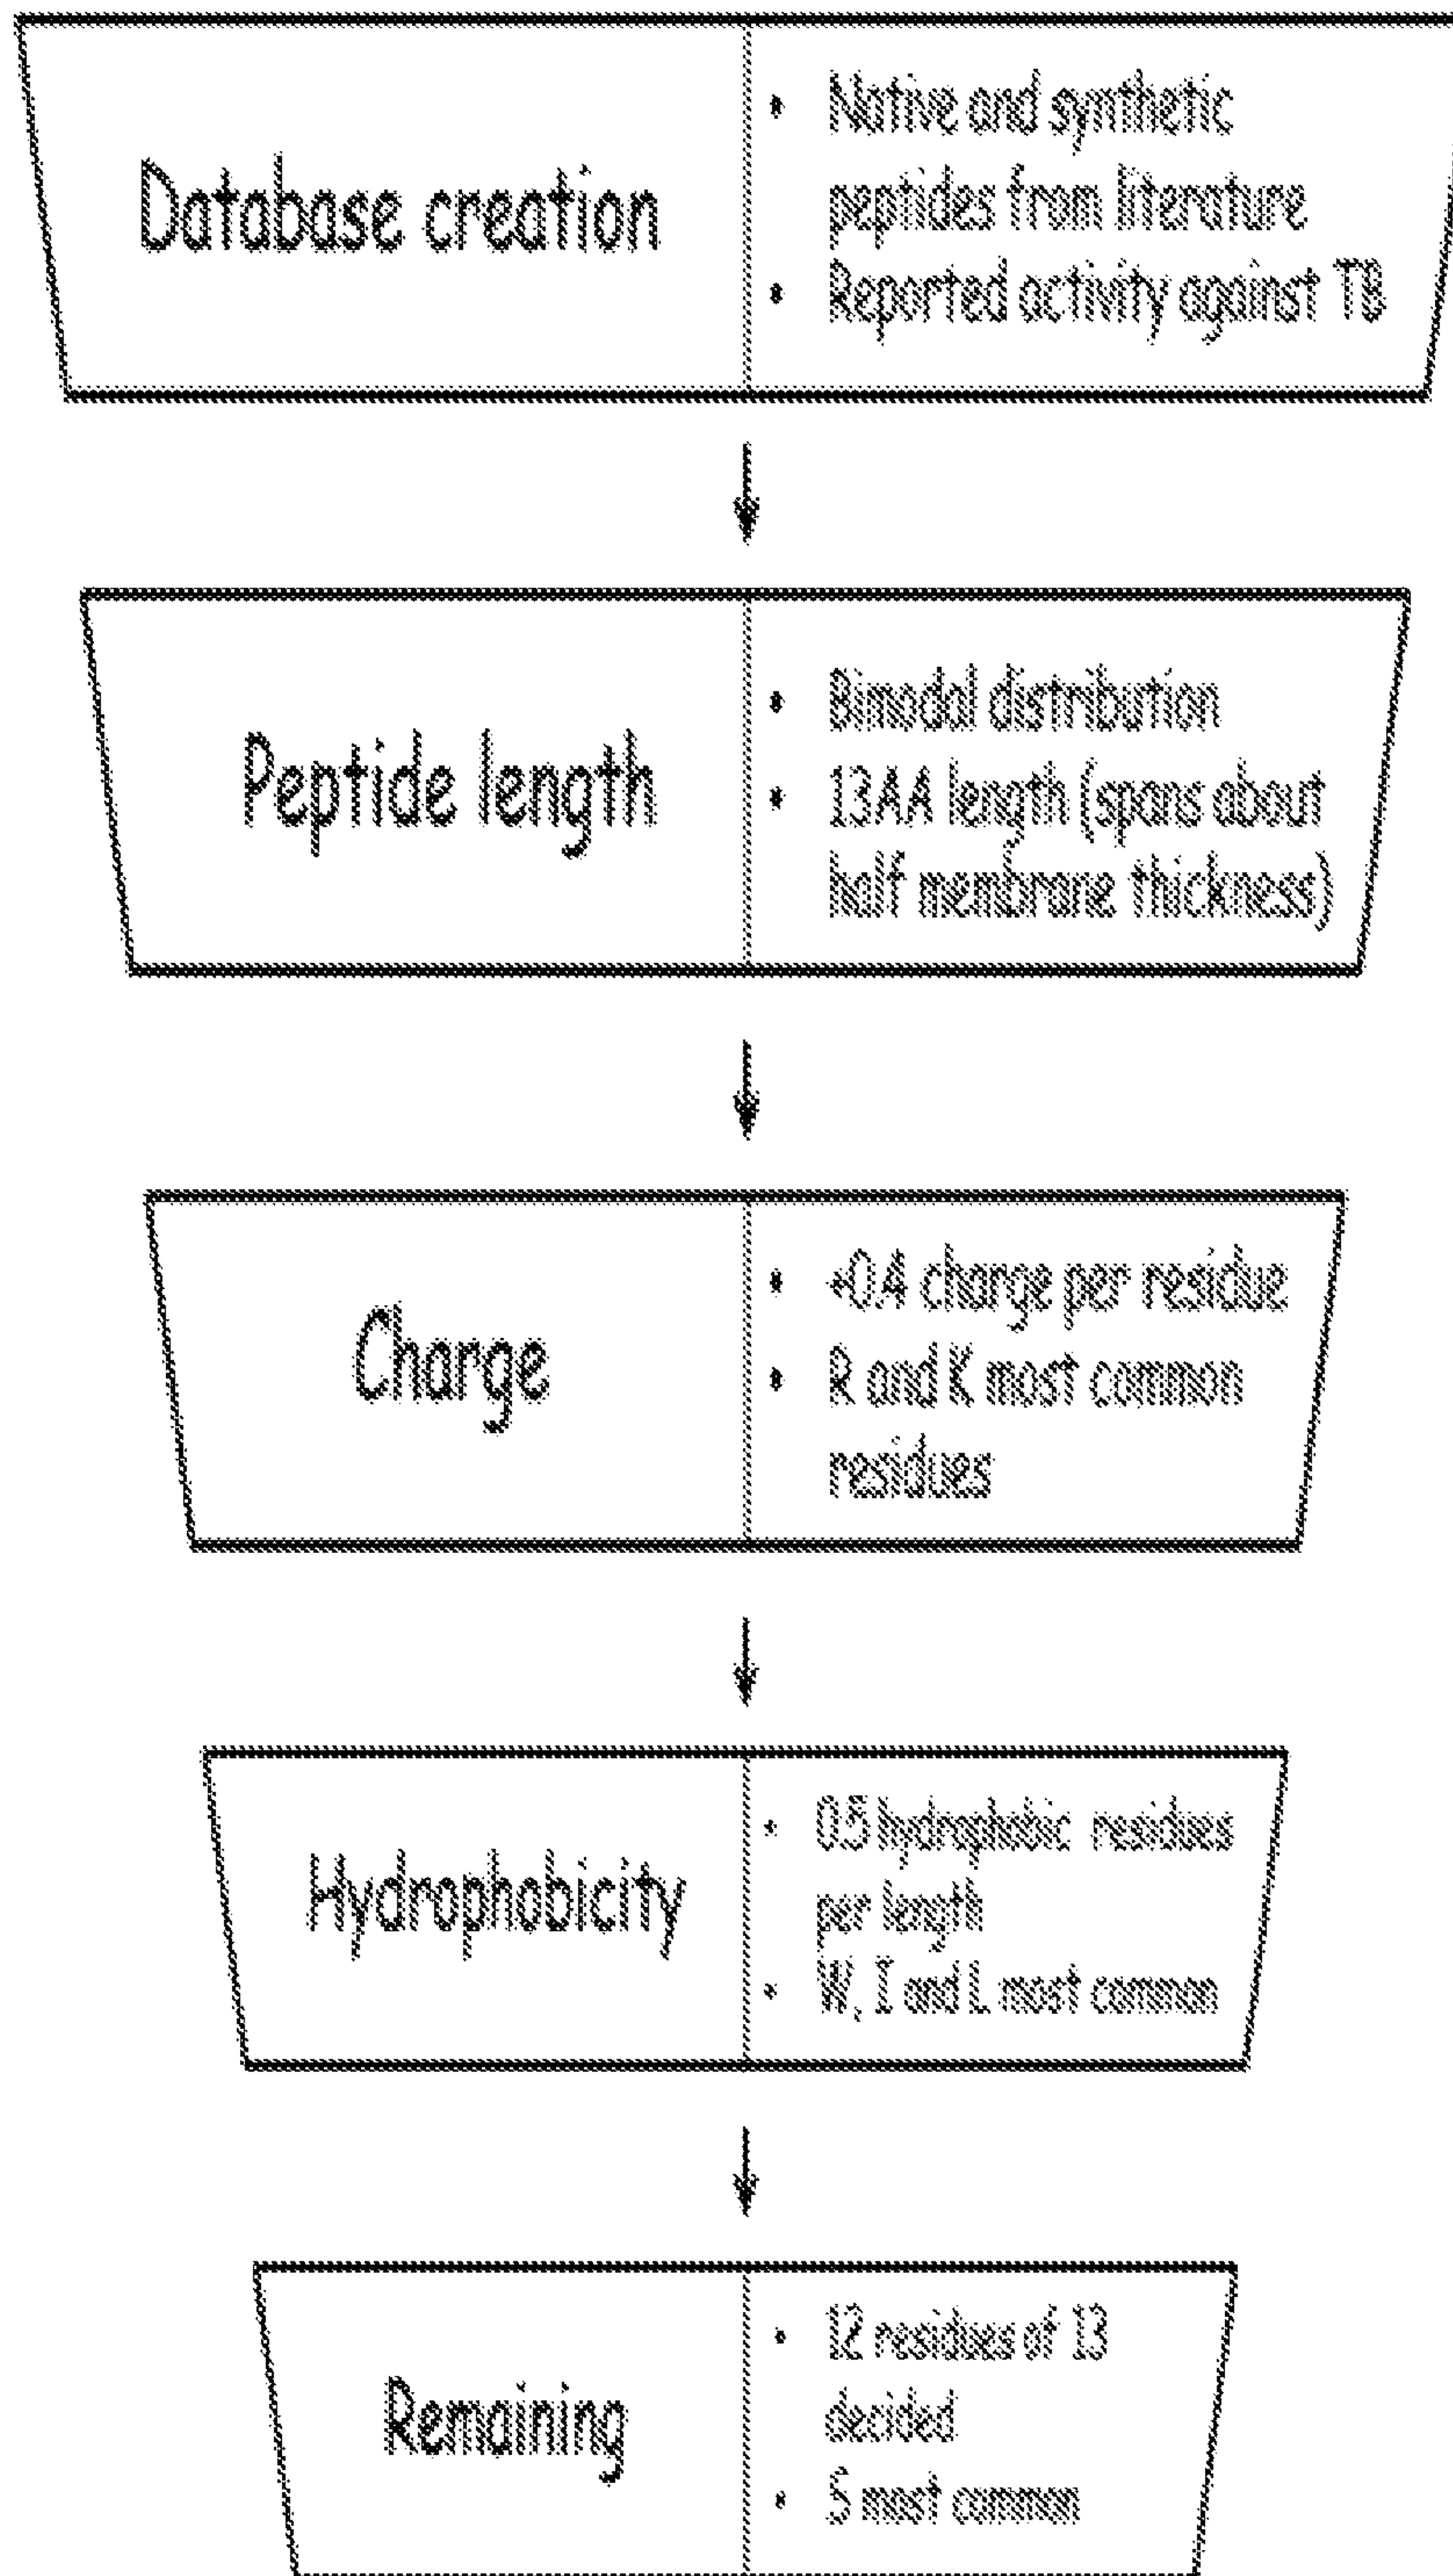 Database creation
• Native and synthetic
peptides from literature
• Reported activity against TB
Peptide length
• Bimodal distribution
• 13AA length (spans about
half membrane thickness)
Charge
• +0.4 charge per residue
• R and K most common
residues
Hydrophobicity
• 0.5 hydrophobic residues
per length
• W, I and L most common
Remaining
• 12 residues of 13
decided
• S most common